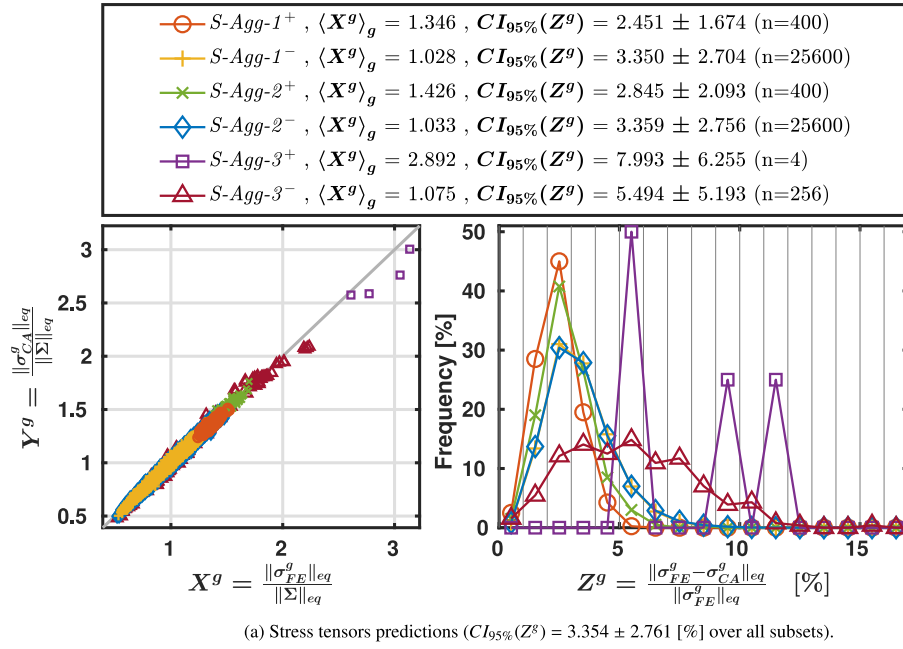 S-Agg-1⁺ , ⟨X^g⟩_g = 1.346 , CI_95%(Z^g) = 2.451 ± 1.674 (n=400)
S-Agg-1⁻ , ⟨X^g⟩_g = 1.028 , CI_95%(Z^g) = 3.350 ± 2.704 (n=25600)
S-Agg-2⁺ , ⟨X^g⟩_g = 1.426 , CI_95%(Z^g) = 2.845 ± 2.093 (n=400)
S-Agg-2⁻ , ⟨X^g⟩_g = 1.033 , CI_95%(Z^g) = 3.359 ± 2.756 (n=25600)
S-Agg-3⁺ , ⟨X^g⟩_g = 2.892 , CI_95%(Z^g) = 7.993 ± 6.255 (n=4)
S-Agg-3⁻ , ⟨X^g⟩_g = 1.075 , CI_95%(Z^g) = 5.494 ± 5.193 (n=256)
Y^g = ‖σ^g_CA‖_eq / ‖Σ‖_eq
3
2.5
2
1.5
1
0.5
1 2 3
X^g = ‖σ^g_FE‖_eq / ‖Σ‖_eq
Frequency [%]
50
40
30
20
10
0
0 5 10 15
Z^g = ‖σ^g_FE − σ^g_CA‖_eq / ‖σ^g_FE‖_eq [%]
(a) Stress tensors predictions (CI_95%(Z^g) = 3.354 ± 2.761 [%] over all subsets).